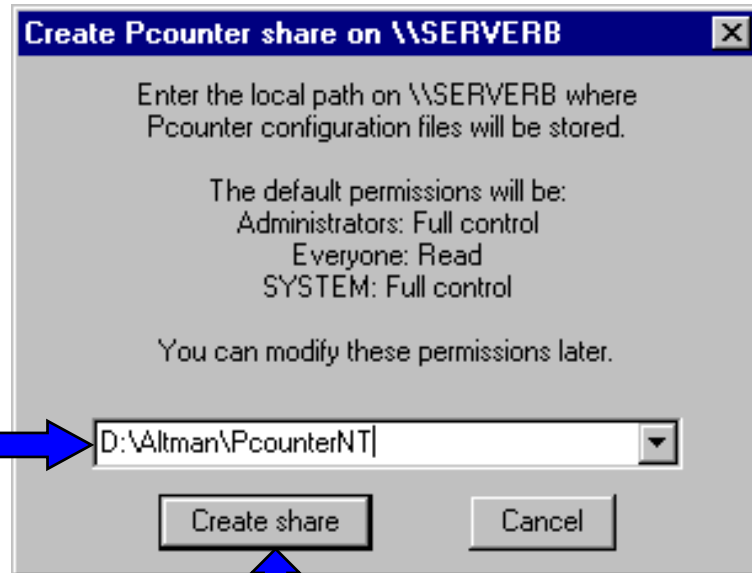 Create Pcounter share on \\SERVERB
Enter the local path on \\SERVERB where
Pcounter configuration files will be stored.
The default permissions will be:
Administrators: Full control
Everyone: Read
SYSTEM: Full control
You can modify these permissions later.
D:\Altman\PcounterNT
Create share
Cancel